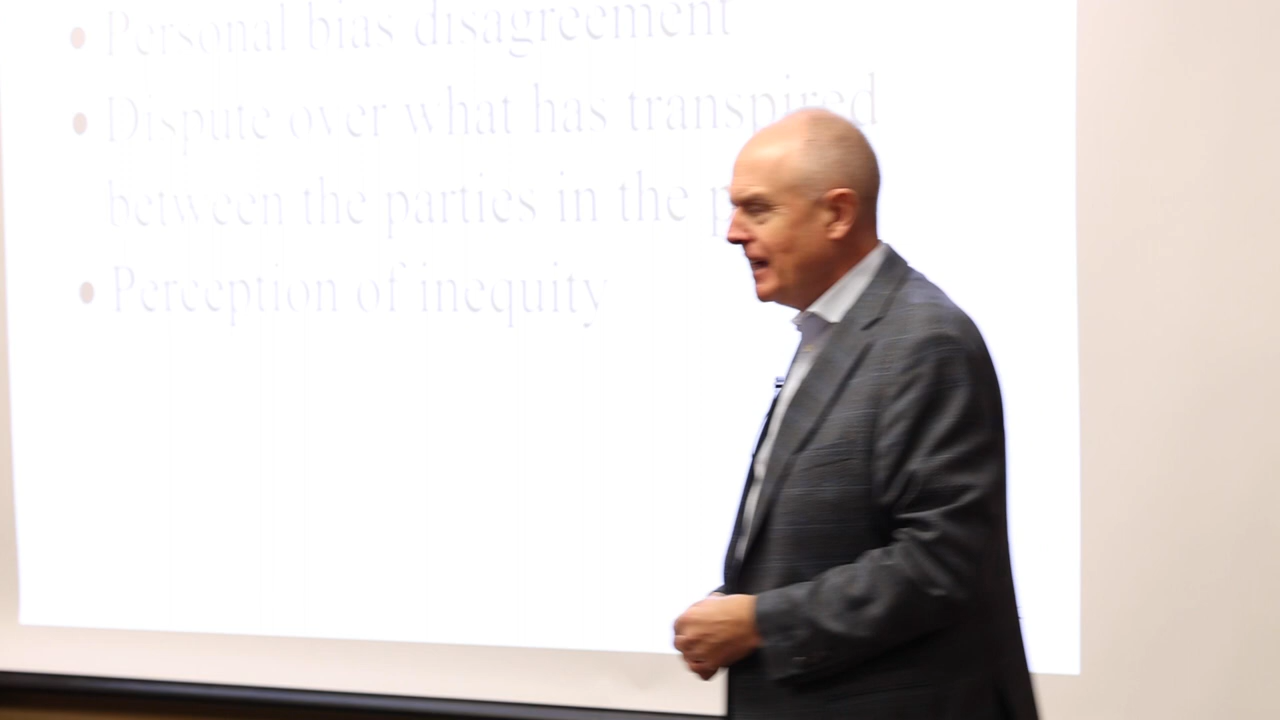 • Personal bias disagreement
• Dispute over what has transpired
between the parties in the p
• Perception of inequity